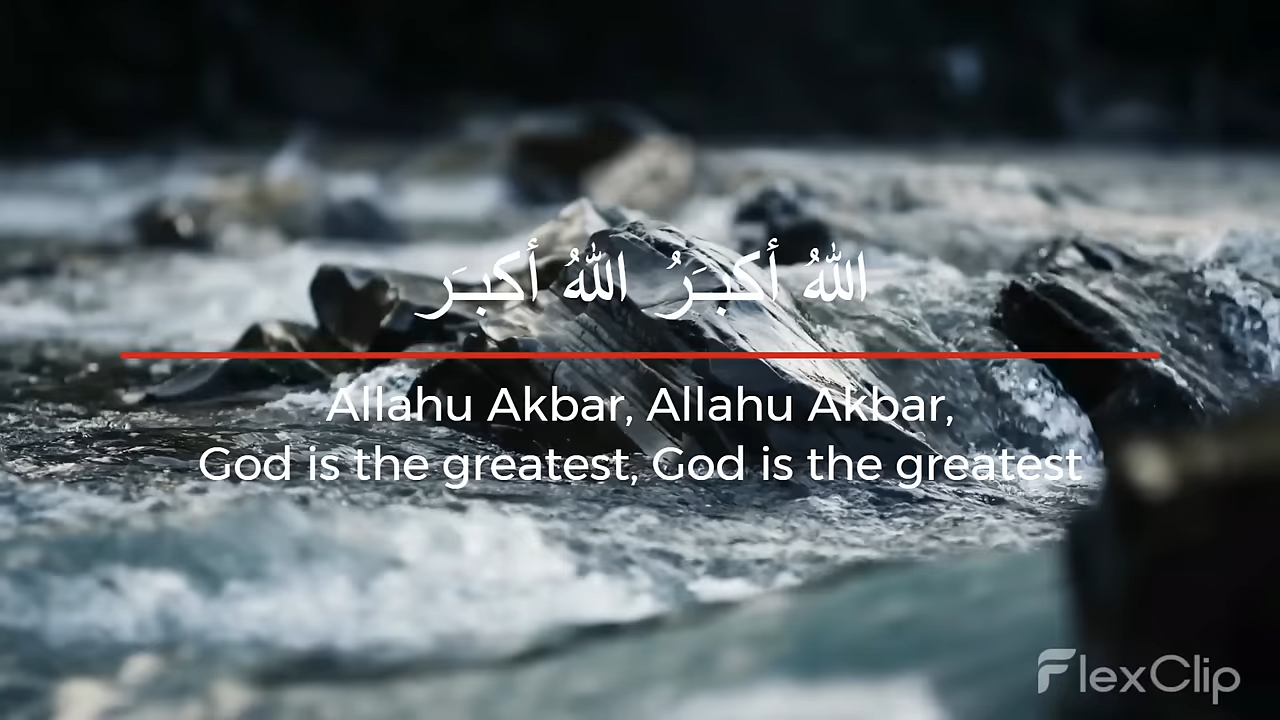 اللهُ أكبَرُ اللهُ أكبَر
Allahu Akbar, Allahu Akbar,
God is the greatest, God is the greatest
FlexClip